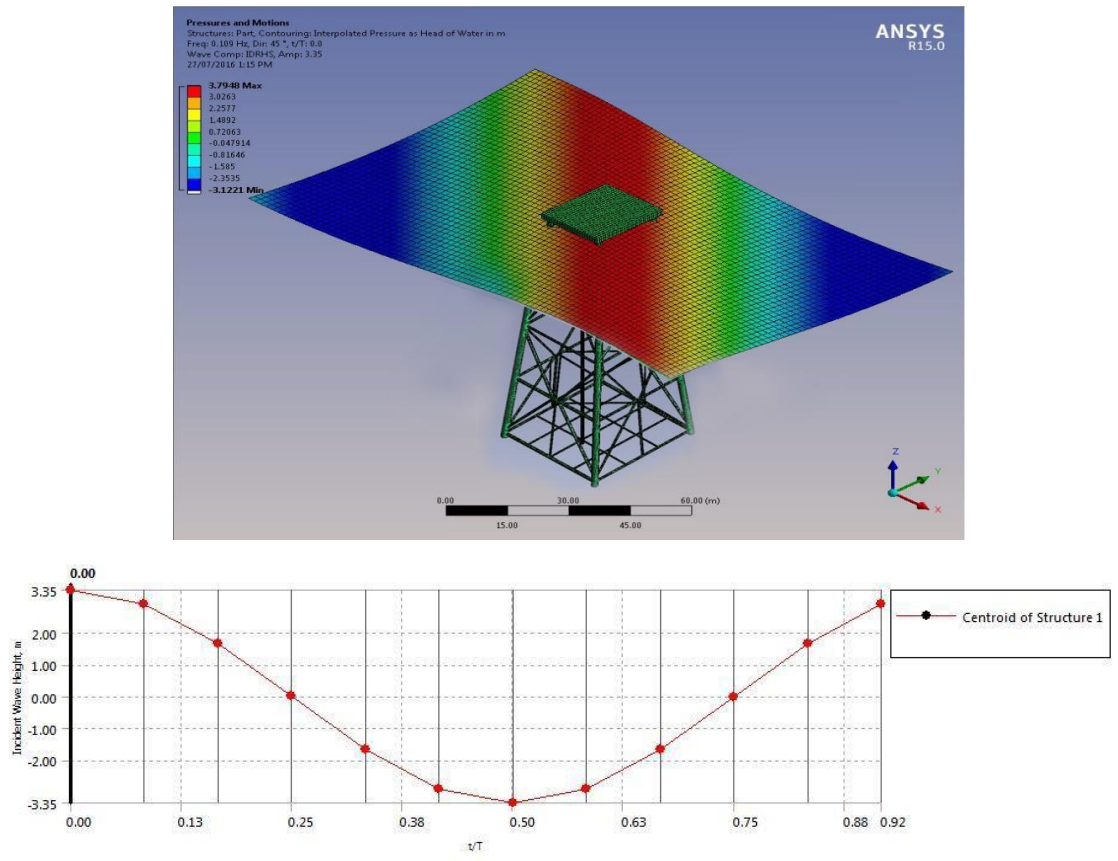 Pressures and Motions
Structures: Part, Contouring: Interpolated Pressure as Head of Water in m
Freq: 0.109 Hz, Dir: 45 °, t/T: 0.0
Wave Comp: IDRHS, Amp: 3.35
27/07/2016 1:15 PM
ANSYS
R15.0
3.7948 Max
3.0263
2.2577
1.4892
0.72063
-0.047914
-0.81646
-1.585
-2.3535
-3.1221 Min
Z
Y
X
0.00 30.00 60.00 (m)
15.00 45.00
0.00
3.35
2.00
1.00
0.00
-1.00
-2.00
-3.35
Incident Wave Height, m
0.00 0.13 0.25 0.38 0.50 0.63 0.75 0.88 0.92
t/T
Centroid of Structure 1